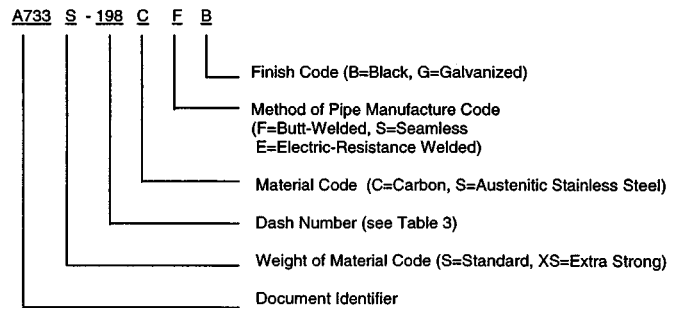 A733 S - 198 C F B
Finish Code (B=Black, G=Galvanized)
Method of Pipe Manufacture Code
(F=Butt-Welded, S=Seamless
E=Electric-Resistance Welded)
Material Code (C=Carbon, S=Austenitic Stainless Steel)
Dash Number (see Table 3)
Weight of Material Code (S=Standard, XS=Extra Strong)
Document Identifier